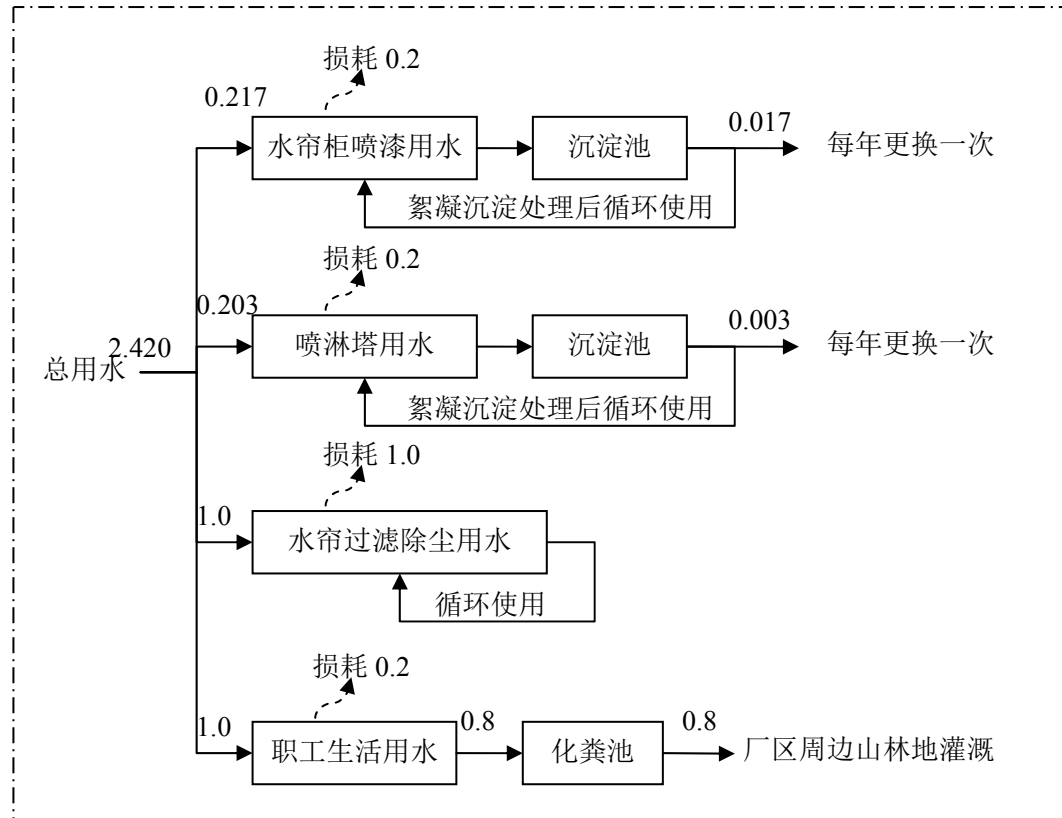 损耗 0.2
0.217
水帘柜喷漆用水
沉淀池
0.017
每年更换一次
絮凝沉淀处理后循环使用
损耗 0.2
0.203
喷淋塔用水
沉淀池
0.003
每年更换一次
总用水
2.420
絮凝沉淀处理后循环使用
损耗 1.0
1.0
水帘过滤除尘用水
循环使用
损耗 0.2
1.0
职工生活用水
0.8
化粪池
0.8
厂区周边山林地灌溉